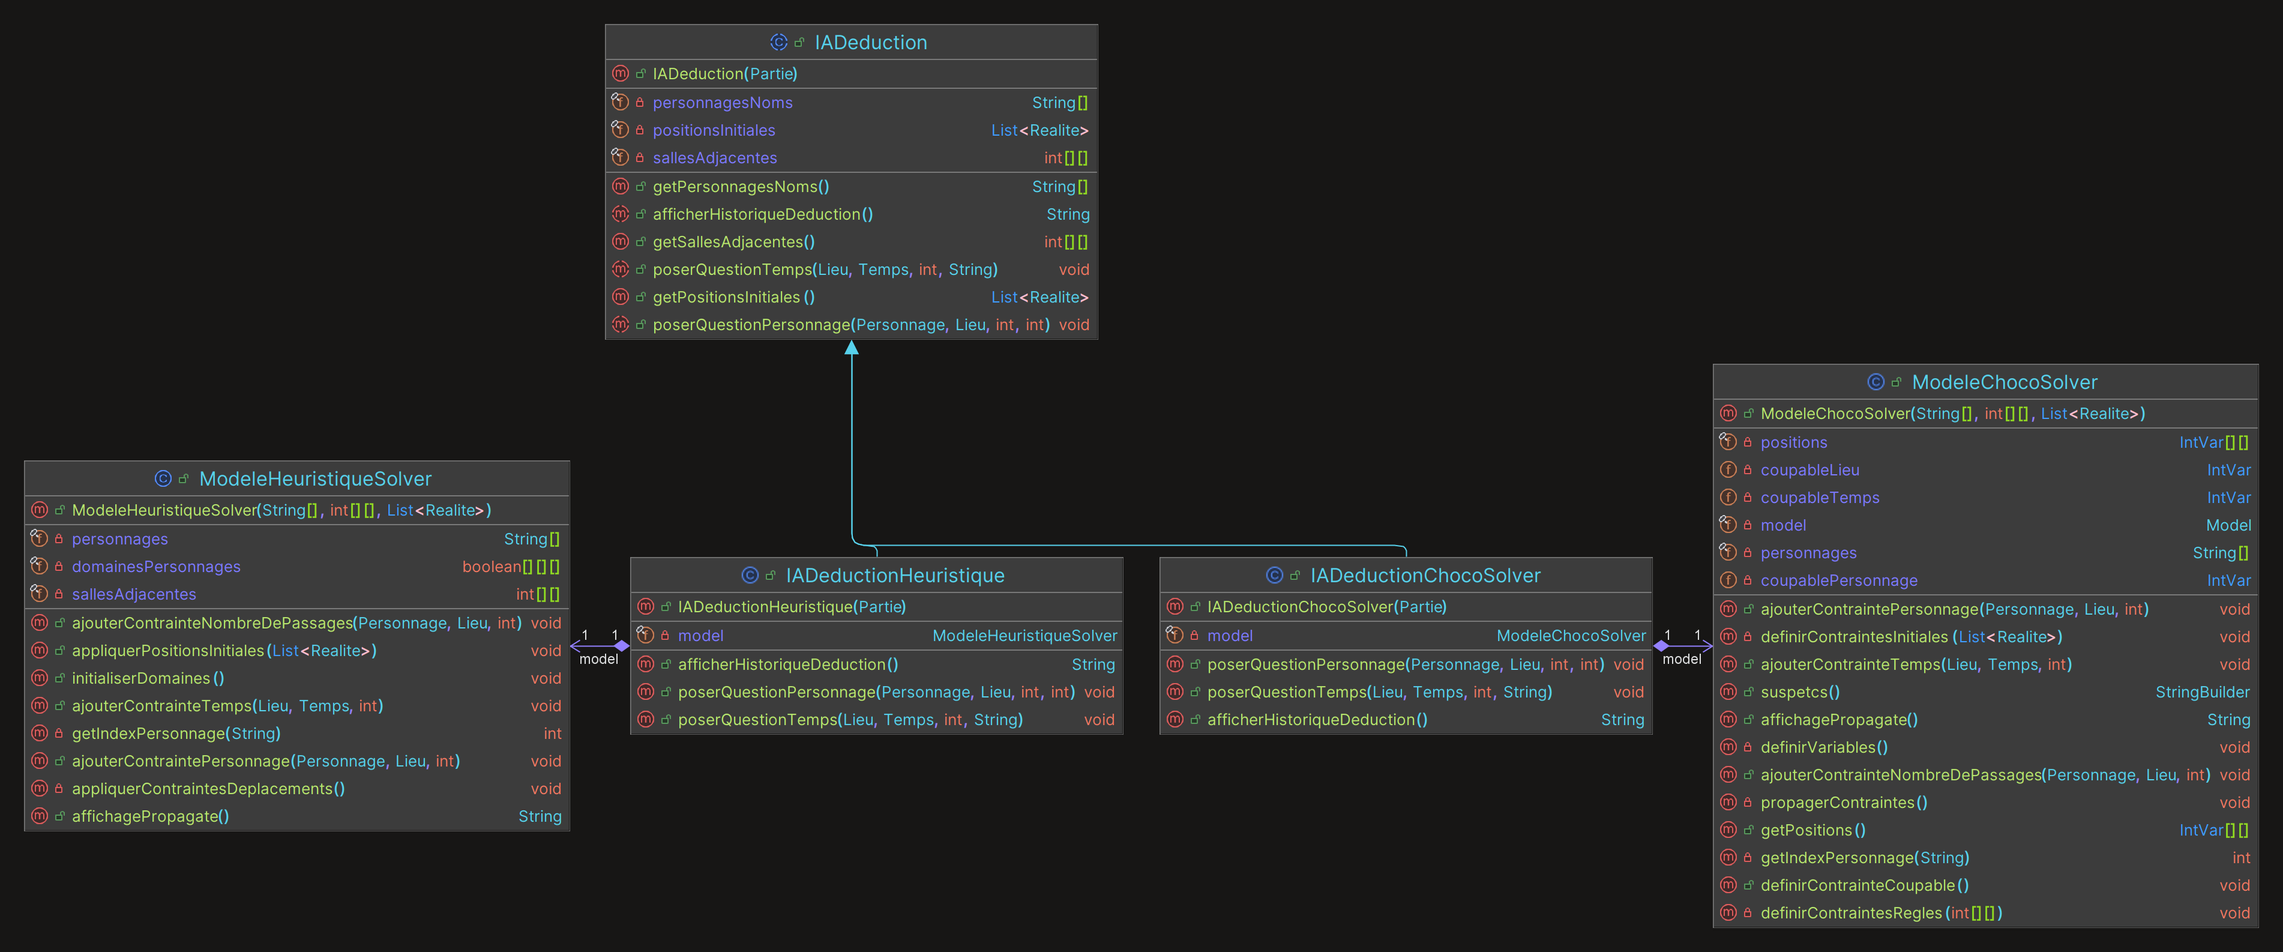 IADeduction
IADeduction(Partie)
personnagesNoms String[]
positionsInitiales List<Realite>
sallesAdjacentes int[][]
getPersonnagesNoms() String[]
afficherHistoriqueDeduction() String
getSallesAdjacentes() int[][]
poserQuestionTemps(Lieu, Temps, int, String) void
getPositionsInitiales() List<Realite>
poserQuestionPersonnage(Personnage, Lieu, int, int) void
ModeleHeuristiqueSolver
ModeleHeuristiqueSolver(String[], int[][], List<Realite>)
personnages String[]
domainesPersonnages boolean[][][]
sallesAdjacentes int[][]
ajouterContrainteNombreDePassages(Personnage, Lieu, int) void
appliquerPositionsInitiales(List<Realite>) void
initialiserDomaines() void
ajouterContrainteTemps(Lieu, Temps, int) void
getIndexPersonnage(String) int
ajouterContraintePersonnage(Personnage, Lieu, int) void
appliquerContraintesDeplacements() void
affichagePropagate() String
1 1
model
IADeductionHeuristique
IADeductionHeuristique(Partie)
model ModeleHeuristiqueSolver
afficherHistoriqueDeduction() String
poserQuestionPersonnage(Personnage, Lieu, int, int) void
poserQuestionTemps(Lieu, Temps, int, String) void
IADeductionChocoSolver
IADeductionChocoSolver(Partie)
model ModeleChocoSolver
poserQuestionPersonnage(Personnage, Lieu, int, int) void
poserQuestionTemps(Lieu, Temps, int, String) void
afficherHistoriqueDeduction() String
1 1
model
ModeleChocoSolver
ModeleChocoSolver(String[], int[][], List<Realite>)
positions IntVar[][]
coupableLieu IntVar
coupableTemps IntVar
model Model
personnages String[]
coupablePersonnage IntVar
ajouterContraintePersonnage(Personnage, Lieu, int) void
definirContraintesInitiales(List<Realite>) void
ajouterContrainteTemps(Lieu, Temps, int) void
suspetcs() StringBuilder
affichagePropagate() String
definirVariables() void
ajouterContrainteNombreDePassages(Personnage, Lieu, int) void
propagerContraintes() void
getPositions() IntVar[][]
getIndexPersonnage(String) int
definirContrainteCoupable() void
definirContraintesRegles(int[][]) void